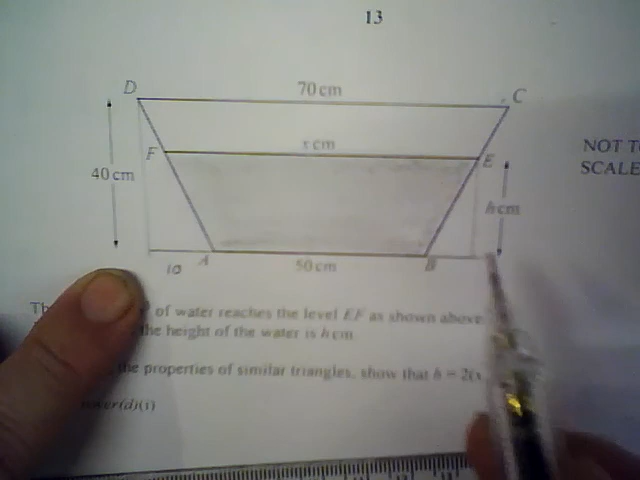 13
D
70 cm
C
F
x cm
E
NOT
SCALE
40 cm
h cm
10
A
50 cm
B
of water reaches the level EF as shown above
the height of the water is h cm
the properties of similar triangles, show that h = 2(x
(d)(i)